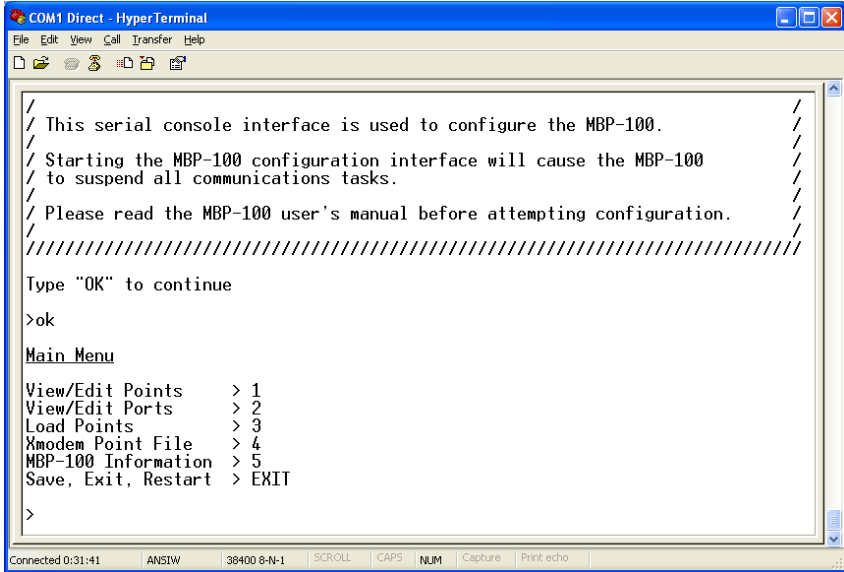 COM1 Direct - HyperTerminal
File Edit View Call Transfer Help
/ /
/ This serial console interface is used to configure the MBP-100. /
/ /
/ Starting the MBP-100 configuration interface will cause the MBP-100 /
/ to suspend all communications tasks. /
/ /
/ Please read the MBP-100 user's manual before attempting configuration. /
/ /
////////////////////////////////////////////////////////////////////////////////
Type "OK" to continue
>ok
Main Menu
View/Edit Points > 1
View/Edit Ports > 2
Load Points > 3
Xmodem Point File > 4
MBP-100 Information > 5
Save, Exit, Restart > EXIT
>
Connected 0:31:41 ANSIW 38400 8-N-1 SCROLL CAPS NUM Capture Print echo